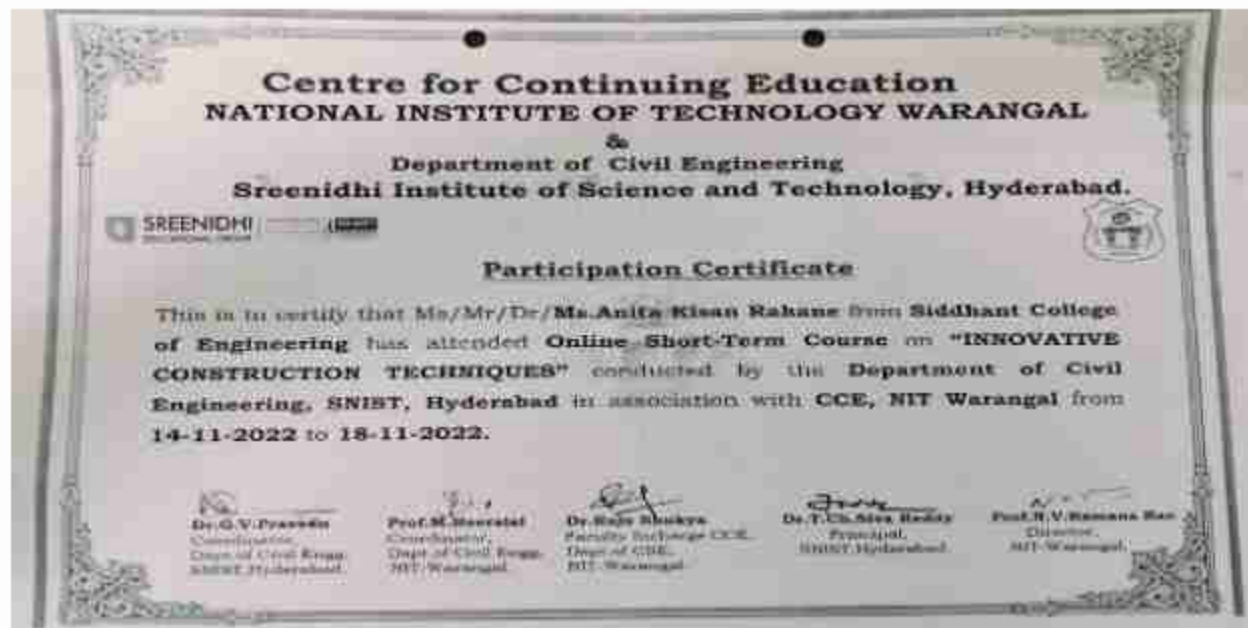 Centre for Continuing Education
NATIONAL INSTITUTE OF TECHNOLOGY WARANGAL
&
Department of Civil Engineering
Sreenidhi Institute of Science and Technology, Hyderabad.
SREENIDHI
Participation Certificate
This is to certify that Ms/Mr/Dr/Ms.Anita Kisan Rahane from Siddhant College
of Engineering has attended Online Short-Term Course on "INNOVATIVE
CONSTRUCTION TECHNIQUES" conducted by the Department of Civil
Engineering, SNIST, Hyderabad in association with CCE, NIT Warangal from
14-11-2022 to 18-11-2022.
Dr.G.V.Praveen Prof.M.Heeralal Dr.Raju Bhukya Dr.T.Ch.Siva Reddy Prof.N.V.Ramana Rao
Coordinator, Coordinator, Faculty Incharge CCE, Principal, Director,
Dept of Civil Engg. Dept of Civil Engg. Dept of CSE, SNIST, Hyderabad. NIT-Warangal.
SNIST, Hyderabad. NIT-Warangal. NIT-Warangal.